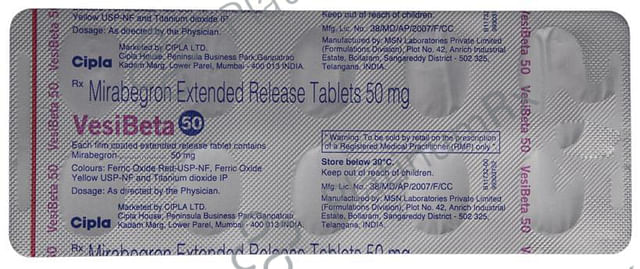 Yellow USP-NF and Titanium dioxide IP
Dosage: As directed by the Physician.
Marketed by CIPLA LTD.
Cipla House, Peninsula Business Park, Ganpatrao
Kadam Marg, Lower Parel, Mumbai - 400 013 INDIA.
Cipla
Keep out of reach of children.
Mfg. Lic. No.: 38/MD/AP/2007/F/CC
Manufactured by: MSN Laboratories Private Limited
(Formulations Division), Plot No. 42, Anrich Industrial
Estate, Bollaram, Sangareddy District - 502 325,
Telangana, INDIA.
Rx Mirabegron Extended Release Tablets 50 mg
VesiBeta 50
Each film coated extended release tablet contains
Mirabegron............ 50 mg
Colours: Ferric Oxide Red-USP-NF, Ferric Oxide
Yellow USP-NF and Titanium dioxide IP
Dosage: As directed by the Physician.
Marketed by CIPLA LTD.
Cipla House, Peninsula Business Park, Ganpatrao
Kadam Marg, Lower Parel, Mumbai - 400 013 INDIA.
Cipla
"Warning: To be sold by retail on the prescription
of a Registered Medical Practitioner (RMP) only"
Store below 30°C.
Keep out of reach of children.
Mfg. Lic. No.: 38/MD/AP/2007/F/CC
Manufactured by: MSN Laboratories Private Limited
(Formulations Division), Plot No. 42, Anrich Industrial
Estate, Bollaram, Sangareddy District - 502 325,
Telangana, INDIA.
Rx Mirabegron Extended Release Tablets 50 mg
VesiBeta 50
VesiBeta 50
VesiBeta 50
VesiBeta 50